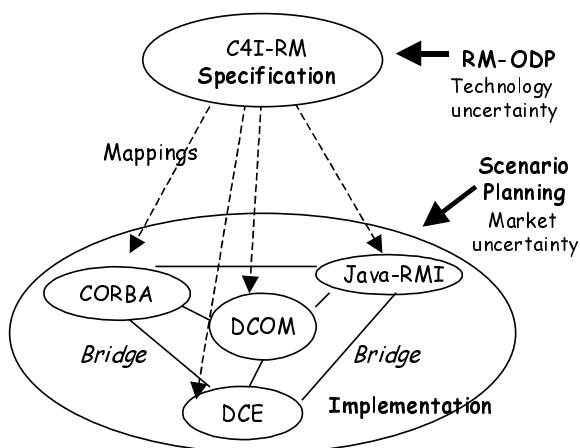 C4I-RM
Specification
RM-ODP
Technology
uncertainty
Mappings
Scenario
Planning
Market
uncertainty
Java-RMI
CORBA
DCOM
Bridge
Bridge
DCE
Implementation